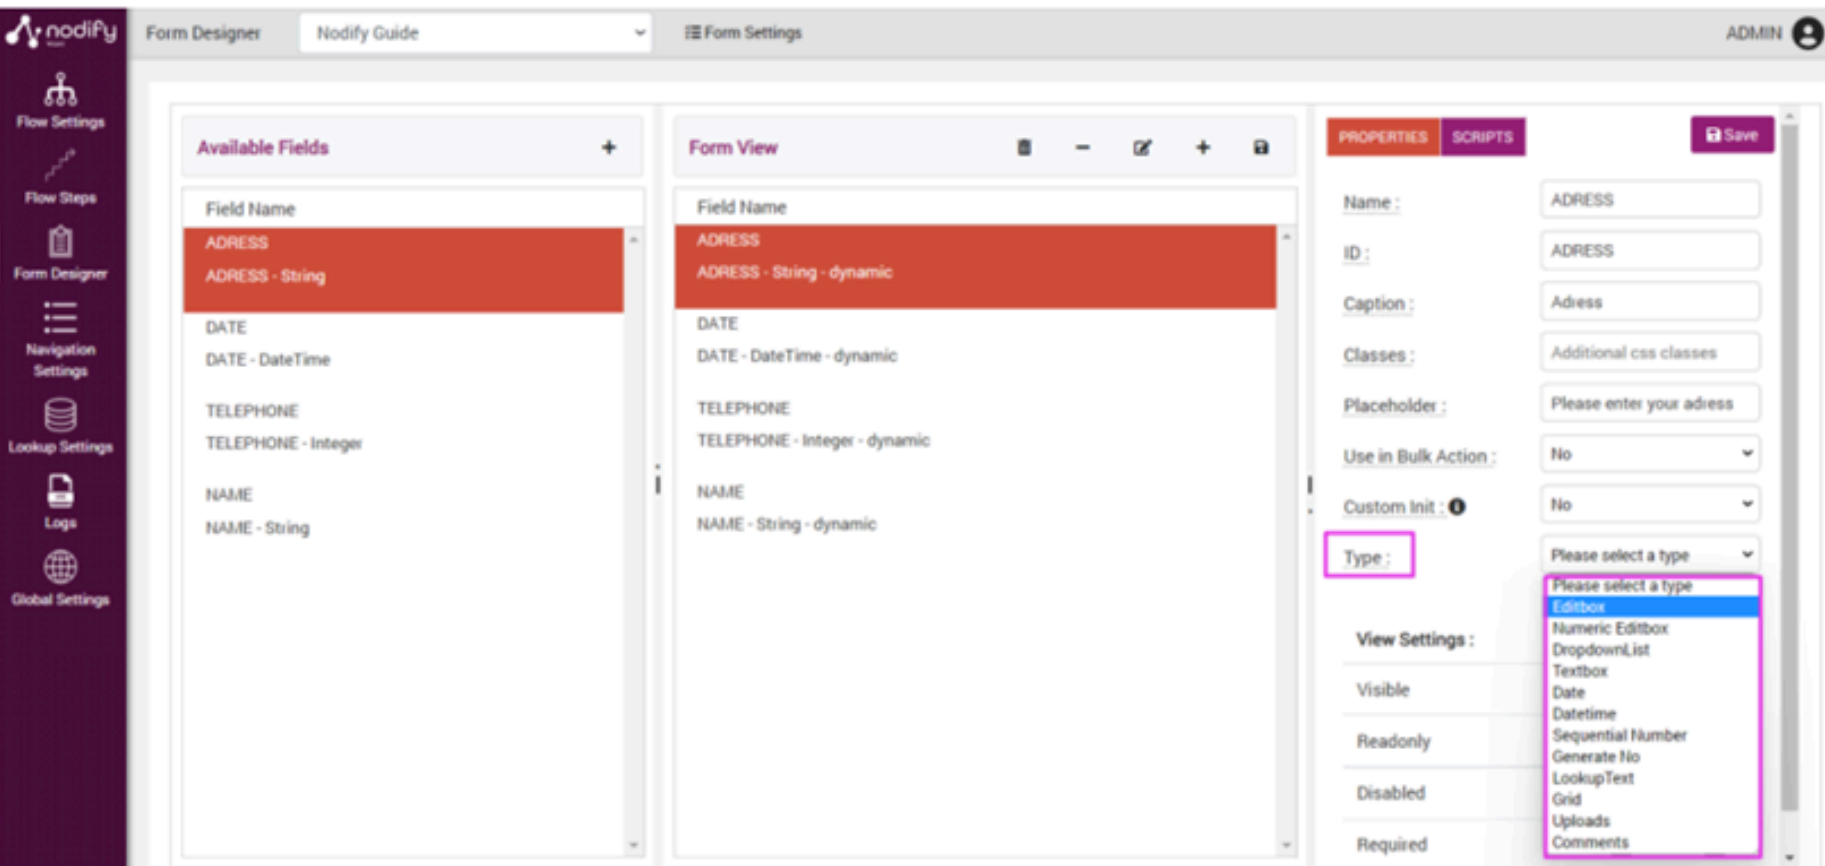 nodify
Form Designer
Nodify Guide
Form Settings
ADMIN
Flow Settings
Flow Steps
Form Designer
Navigation
Settings
Lookup Settings
Logs
Global Settings
Available Fields
Field Name
ADRESS
ADRESS - String
DATE
DATE - DateTime
TELEPHONE
TELEPHONE - Integer
NAME
NAME - String
Form View
Field Name
ADRESS
ADRESS - String - dynamic
DATE
DATE - DateTime - dynamic
TELEPHONE
TELEPHONE - Integer - dynamic
NAME
NAME - String - dynamic
PROPERTIES
SCRIPTS
Save
Name :
ADRESS
ID :
ADRESS
Caption :
Adress
Classes :
Additional css classes
Placeholder :
Please enter your adress
Use in Bulk Action :
No
Custom Init :
No
Type :
Please select a type
Please select a type
Editbox
Numeric Editbox
DropdownList
Textbox
Date
Datetime
Sequential Number
Generate No
LookupText
Grid
Uploads
Comments
View Settings :
Visible
Readonly
Disabled
Required